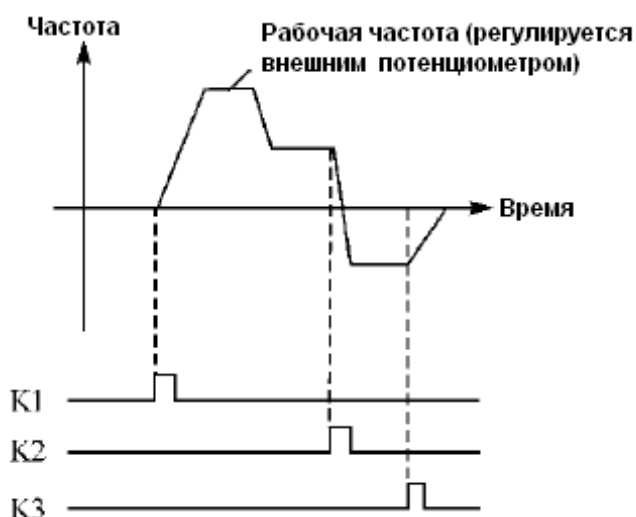 Частота
Рабочая частота (регулируется
внешним потенциометром)
Время
K1
K2
K3